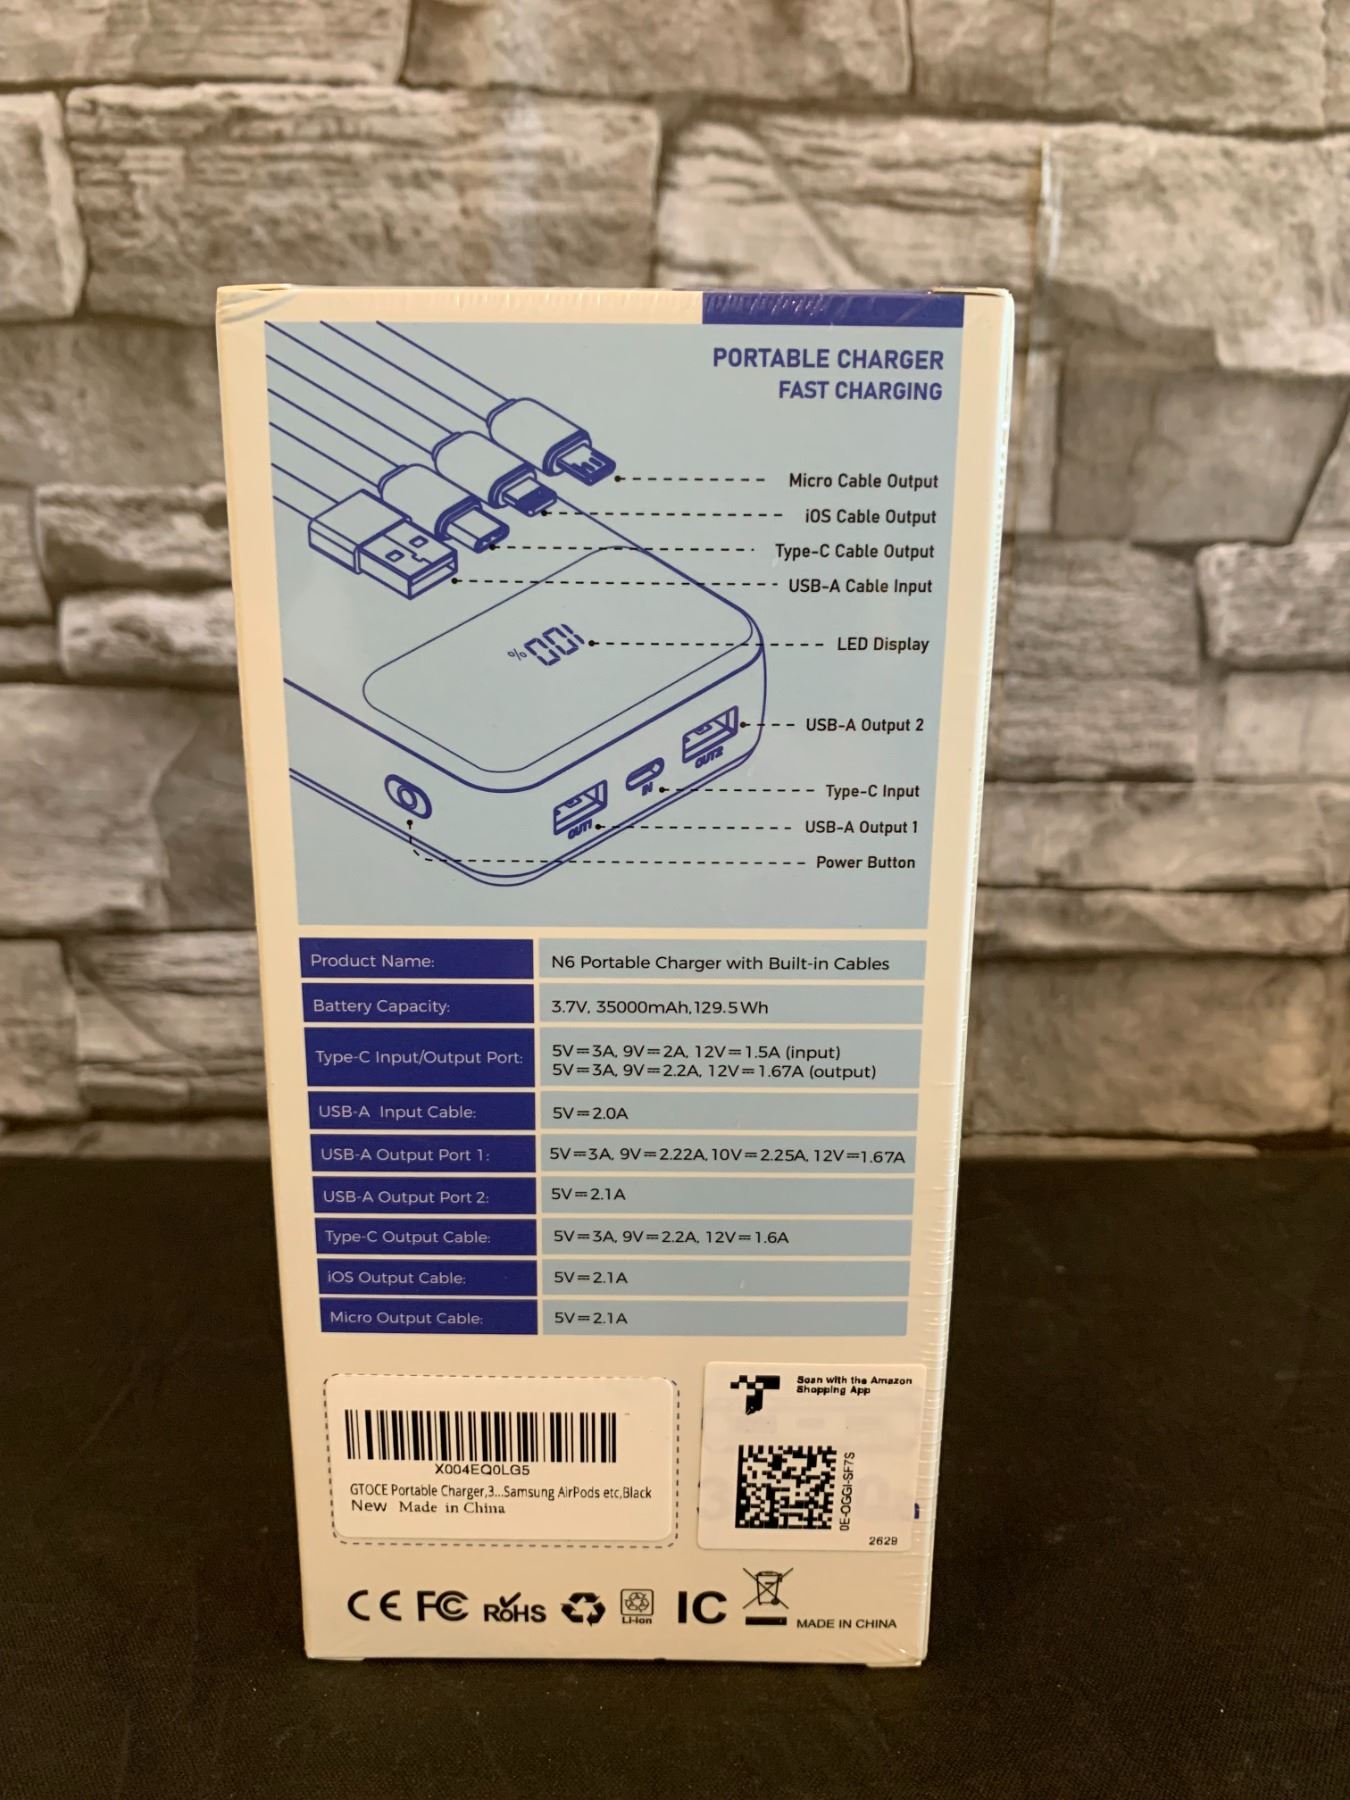 PORTABLE CHARGER
FAST CHARGING
Micro Cable Output
iOS Cable Output
Type-C Cable Output
USB-A Cable Input
100%
LED Display
USB-A Output 2
OUT2
Type-C Input
IN
USB-A Output 1
OUT1
Power Button
Product Name: N6 Portable Charger with Built-in Cables
Battery Capacity: 3.7V, 35000mAh,129.5Wh
Type-C Input/Output Port: 5V⎓3A, 9V⎓2A, 12V⎓1.5A (input)
5V⎓3A, 9V⎓2.2A, 12V⎓1.67A (output)
USB-A Input Cable: 5V⎓2.0A
USB-A Output Port 1: 5V⎓3A, 9V⎓2.22A,10V⎓2.25A, 12V⎓1.67A
USB-A Output Port 2: 5V⎓2.1A
Type-C Output Cable: 5V⎓3A, 9V⎓2.2A, 12V⎓1.6A
iOS Output Cable: 5V⎓2.1A
Micro Output Cable: 5V⎓2.1A
X004EQ0LG5
GTOCE Portable Charger,3...Samsung AirPods etc,Black
New Made in China
Scan with the Amazon
Shopping App
0E-OGGI-SF7S
2629
CE FC RoHS Li-ion IC MADE IN CHINA